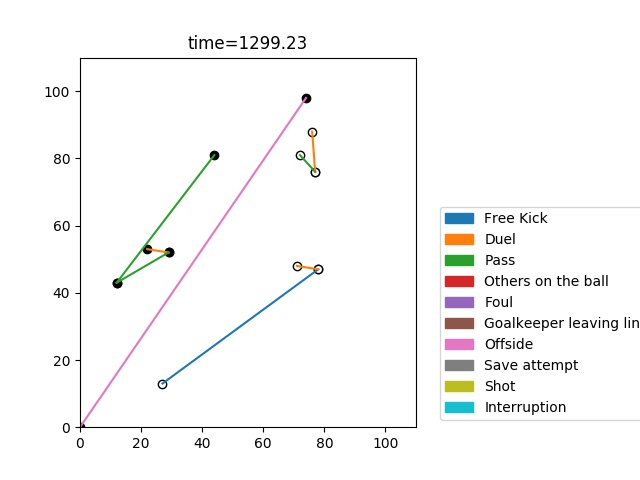 time=1299.23
100
80
60
40
20
0
0 20 40 60 80 100
Free Kick
Duel
Pass
Others on the ball
Foul
Goalkeeper leaving lin
Offside
Save attempt
Shot
Interruption